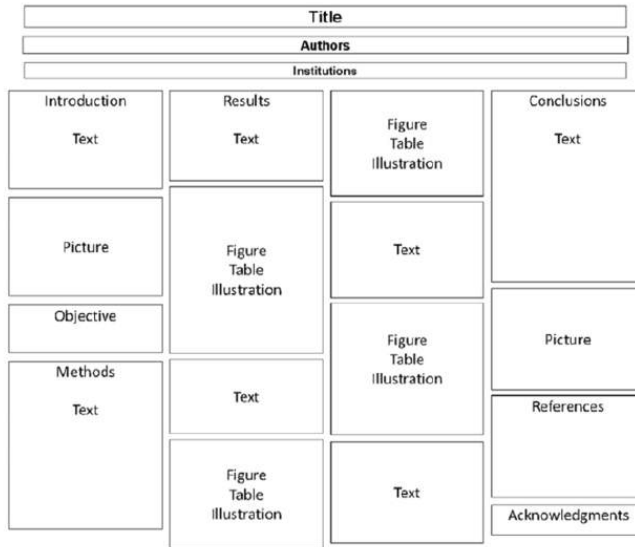 Title
Authors
Institutions
Introduction
Text
Picture
Objective
Methods
Text
Results
Text
Figure
Table
Illustration
Text
Figure
Table
Illustration
Figure
Table
Illustration
Text
Figure
Table
Illustration
Text
Conclusions
Text
Picture
References
Acknowledgments